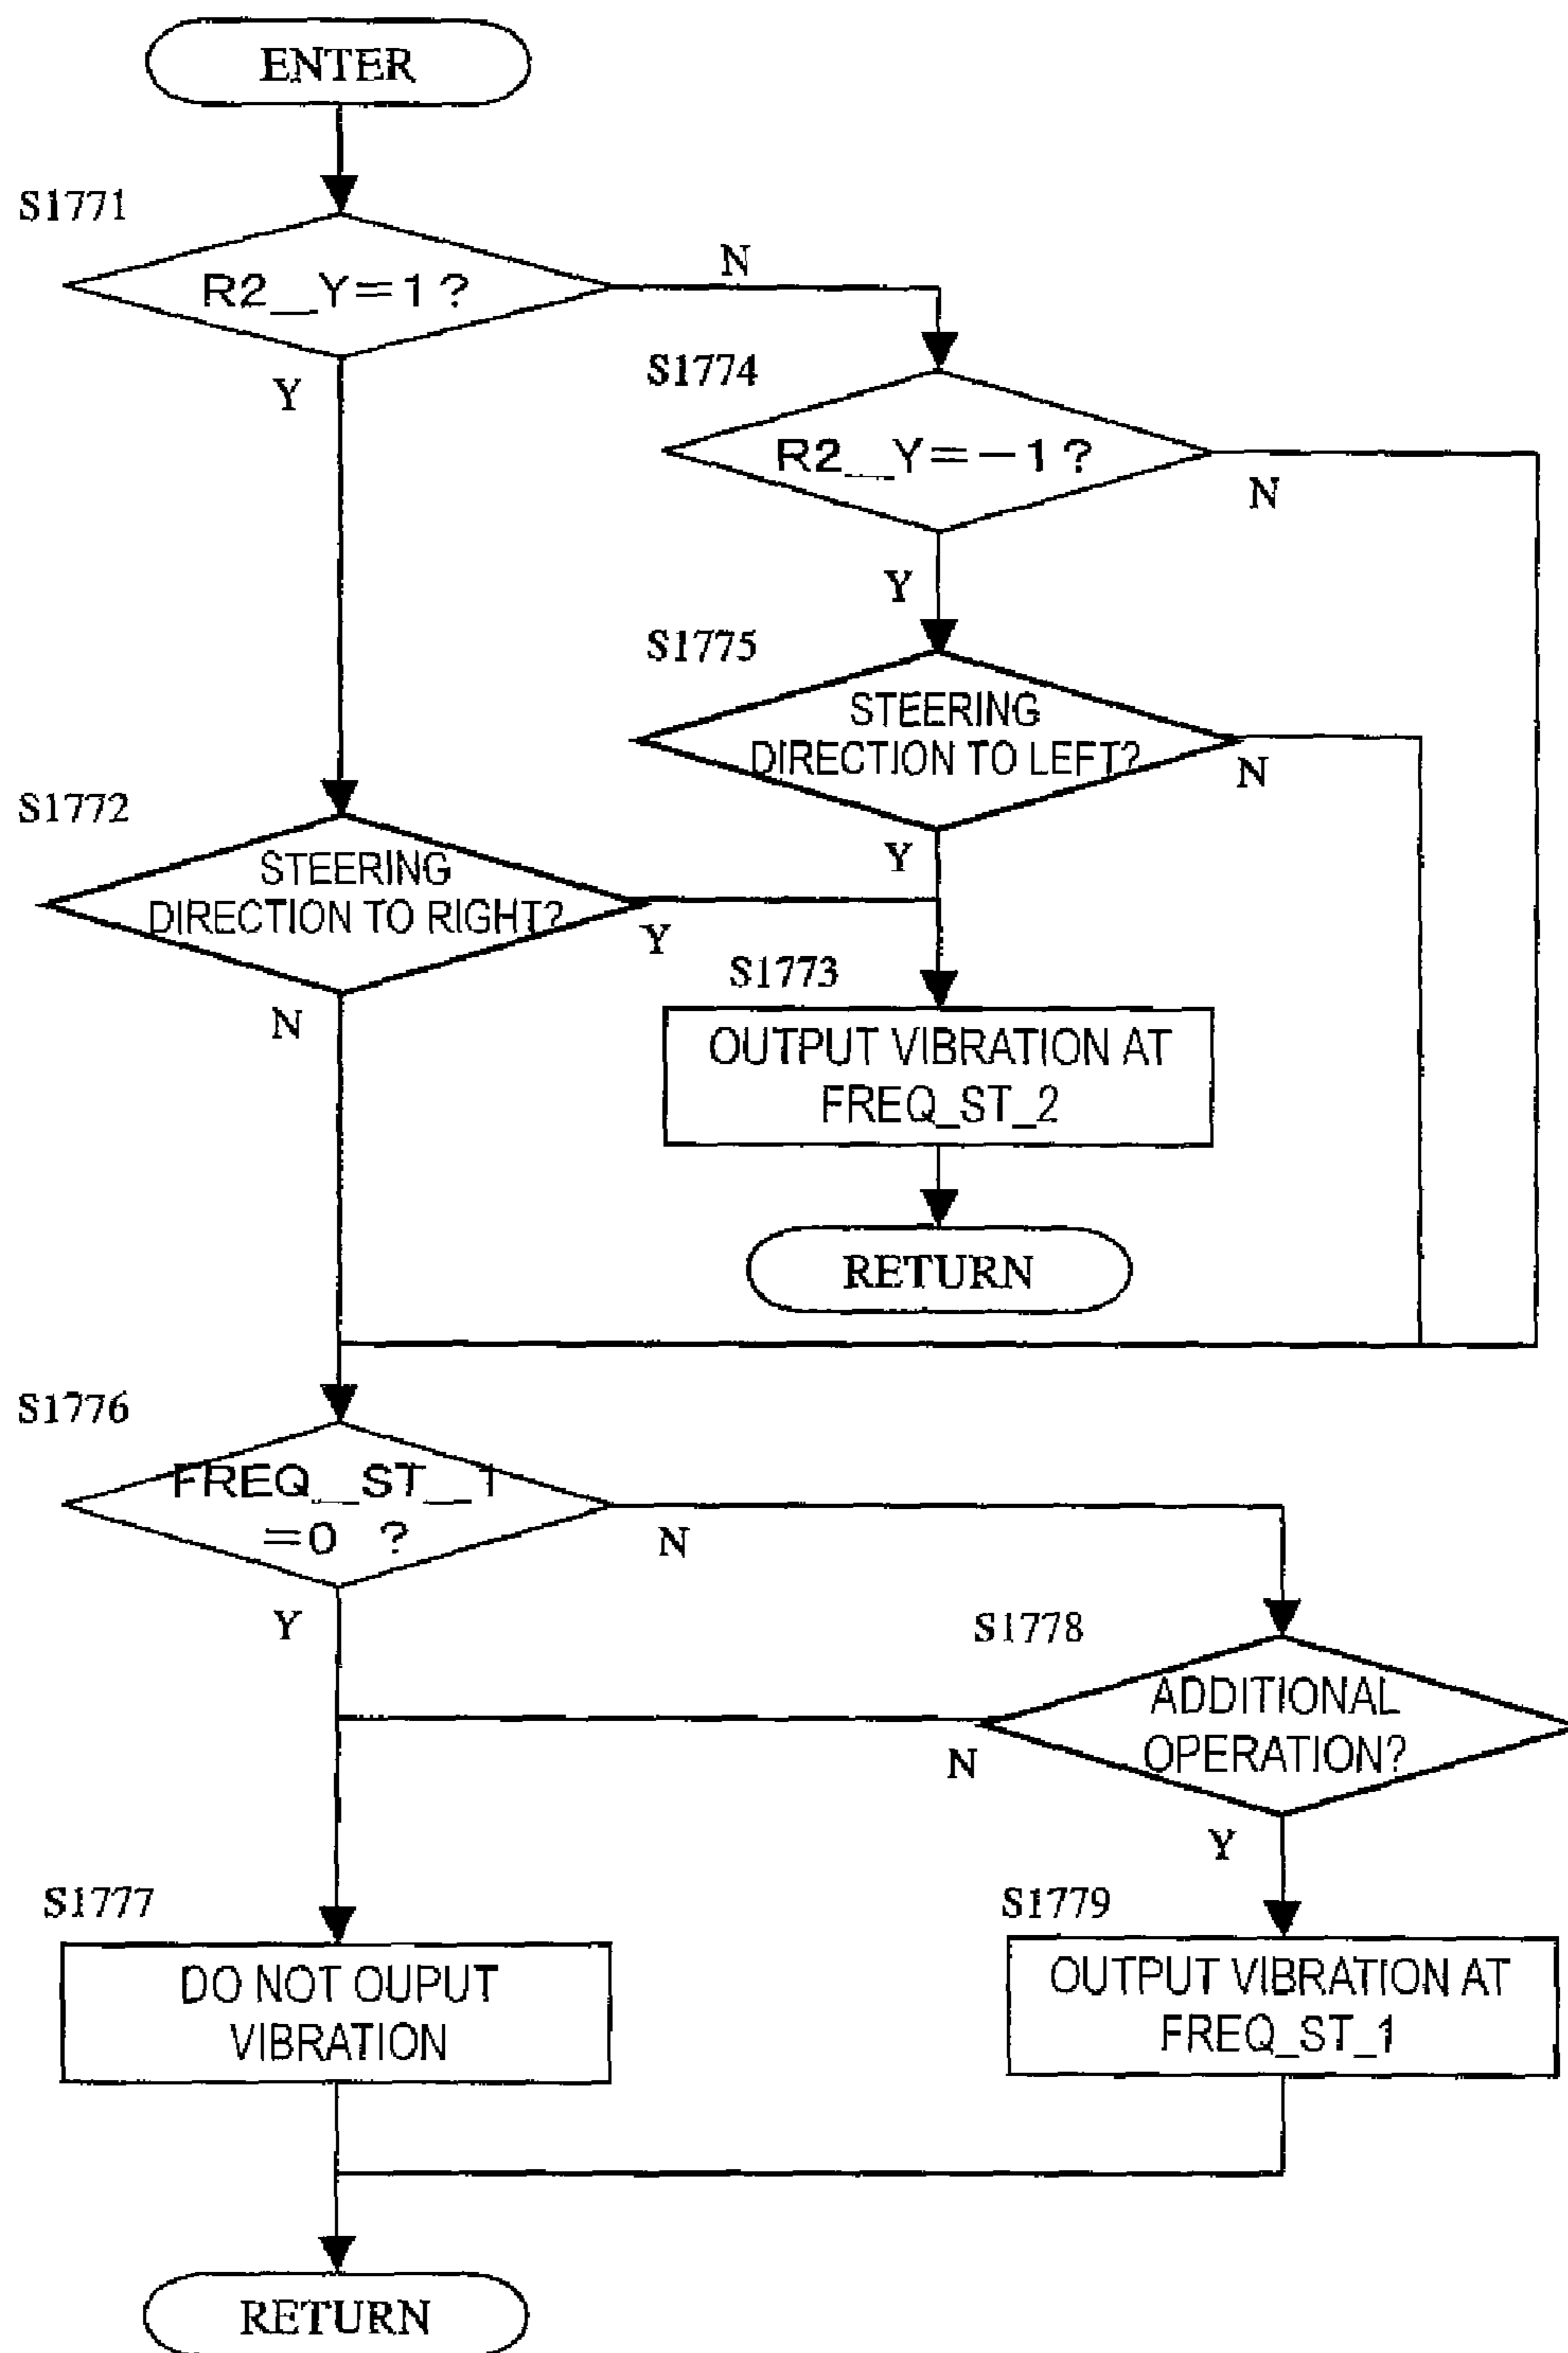 ENTER
S1771
R2_Y=1?
N
Y
S1774
R2_Y=-1?
N
Y
S1775
STEERING
DIRECTION TO LEFT?
N
Y
S1772
STEERING
DIRECTION TO RIGHT?
Y
N
S1773
OUTPUT VIBRATION AT
FREQ_ST_2
RETURN
S1776
FREQ_ST_1
=0 ?
N
Y
S1778
ADDITIONAL
OPERATION?
N
Y
S1777
DO NOT OUPUT
VIBRATION
S1779
OUTPUT VIBRATION AT
FREQ_ST_1
RETURN